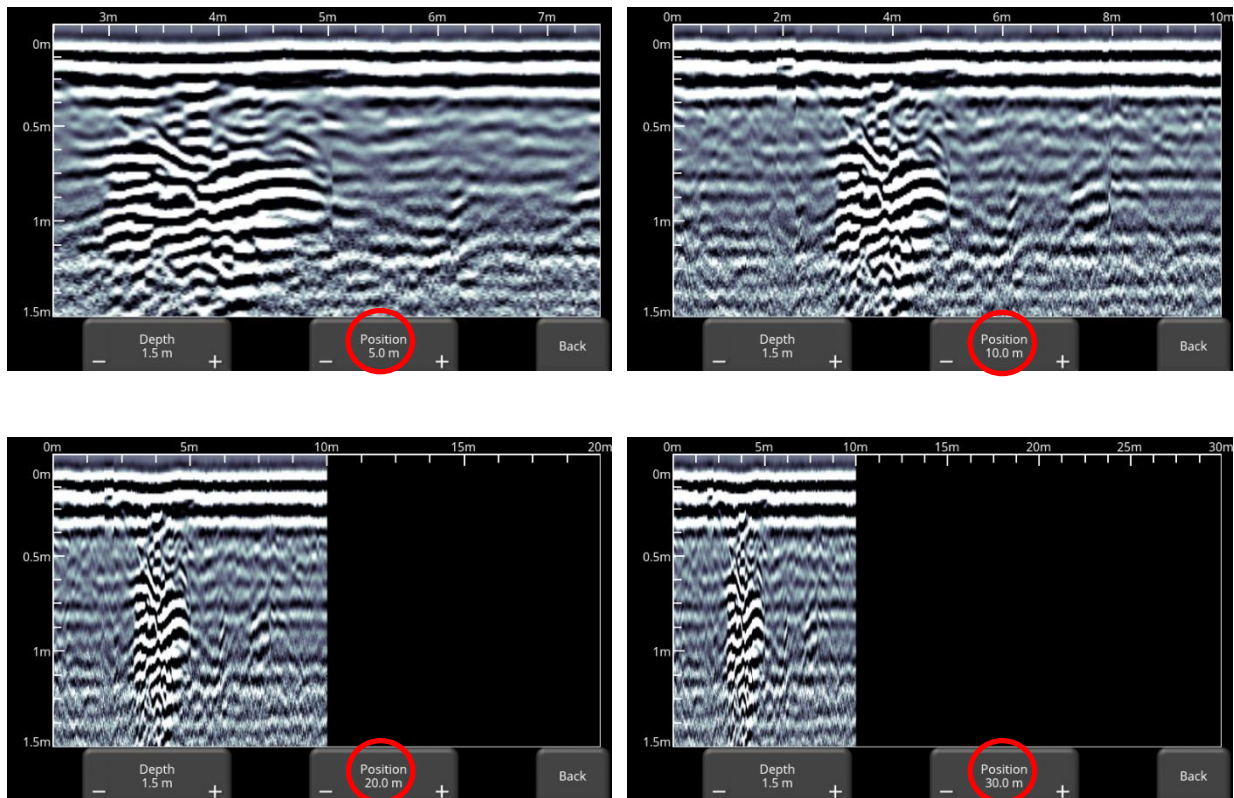 3m 4m 5m 6m 7m
0m
0.5m
1m
1.5m
Depth
1.5 m
− +
Position
5.0 m
− +
Back
0m 2m 4m 6m 8m 10m
0m
0.5m
1m
1.5m
Depth
1.5 m
− +
Position
10.0 m
− +
Back
0m 5m 10m 15m 20m
0m
0.5m
1m
1.5m
Depth
1.5 m
− +
Position
20.0 m
− +
Back
0m 5m 10m 15m 20m 25m 30m
0m
0.5m
1m
1.5m
Depth
1.5 m
− +
Position
30.0 m
− +
Back